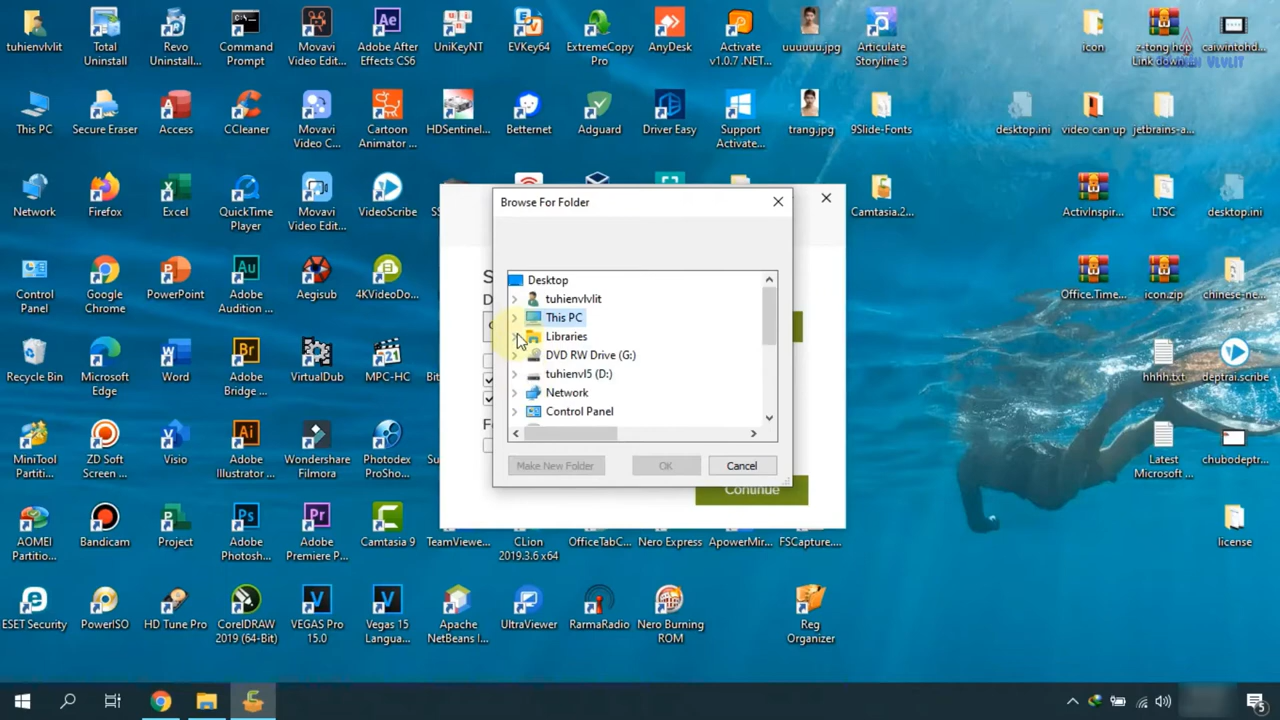 tuhienvlvlit
Total
Uninstall
Revo
Uninstall...
Command
Prompt
Movavi
Video Edit...
Adobe After
Effects CS6
UniKeyNT
EVKey64
ExtremeCopy
Pro
AnyDesk
Activate
v1.0.7 .NET...
uuuuuu.jpg
Articulate
Storyline 3
icon
z-tong hop
Link down...
caiwintohd...
This PC
Secure Eraser
Access
CCleaner
Movavi
Video C...
Cartoon
Animator ...
HDSentinel...
Betternet
Adguard
Driver Easy
Support
Activate...
trang.jpg
9Slide-Fonts
desktop.ini
video can up
jetbrains-a...
Network
Firefox
Excel
QuickTime
Player
Movavi
Video Edit...
VideoScribe
Camtasia.2...
ActivInspir...
LTSC
desktop.ini
Browse For Folder
Desktop
tuhienvlvlit
This PC
Libraries
DVD RW Drive (G:)
tuhienvl5 (D:)
Network
Control Panel
Make New Folder
OK
Cancel
Continue
Control
Panel
Google
Chrome
PowerPoint
Adobe
Audition ...
Aegisub
4KVideoDo...
Office.Time...
icon.zip
chinese-ne...
Recycle Bin
Microsoft
Edge
Word
Adobe
Bridge ...
VirtualDub
MPC-HC
hhhh.txt
deptrai.scribe
MiniTool
Partiti...
ZD Soft
Screen ...
Visio
Adobe
Illustrator ...
Wondershare
Filmora
Photodex
ProSho...
Latest
Microsoft ...
chubodeptr...
AOMEI
Partitio...
Bandicam
Project
Adobe
Photosh...
Adobe
Premiere P...
Camtasia 9
TeamViewe...
CLion
2019.3.6 x64
OfficeTabC...
Nero Express
ApowerMir...
FSCapture....
license
ESET Security
PowerISO
HD Tune Pro
CorelDRAW
2019 (64-Bit)
VEGAS Pro
15.0
Vegas 15
Langua...
Apache
NetBeans I...
UltraViewer
RarmaRadio
Nero Burning
ROM
Reg
Organizer
5